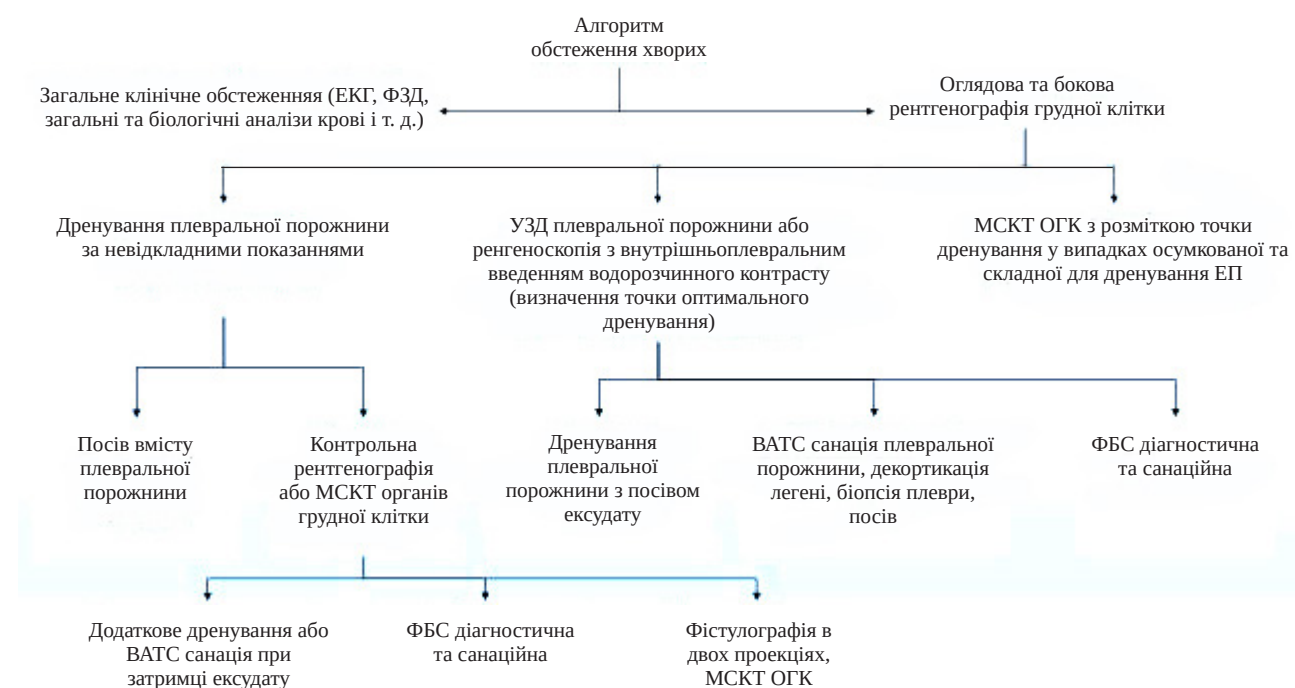 Алгоритм
обстеження хворих
Загальне клінічне обстеженняя (ЕКГ, ФЗД,
загальні та біологічні аналізи крові і т. д.)
Оглядова та бокова
рентгенографія грудної клітки
Дренування плевральної порожнини
за невідкладними показаннями
УЗД плевральної порожнини або
ренгеноскопія з внутрішньоплевральним
введенням водорозчинного контрасту
(визначення точки оптимального
дренування)
МСКТ ОГК з розміткою точки
дренування у випадках осумкованої та
складної для дренування ЕП
Посів вмісту
плевральної
порожнини
Контрольна
рентгенографія
або МСКТ органів
грудної клітки
Дренування
плевральної
порожнини з посівом
ексудату
ВАТС санація плевральної
порожнини, декортикація
легені, біопсія плеври,
посів
ФБС діагностична
та санаційна
Додаткове дренування або
ВАТС санація при
затримці ексудату
ФБС діагностична
та санаційна
Фістулографія в
двох проекціях,
МСКТ ОГК